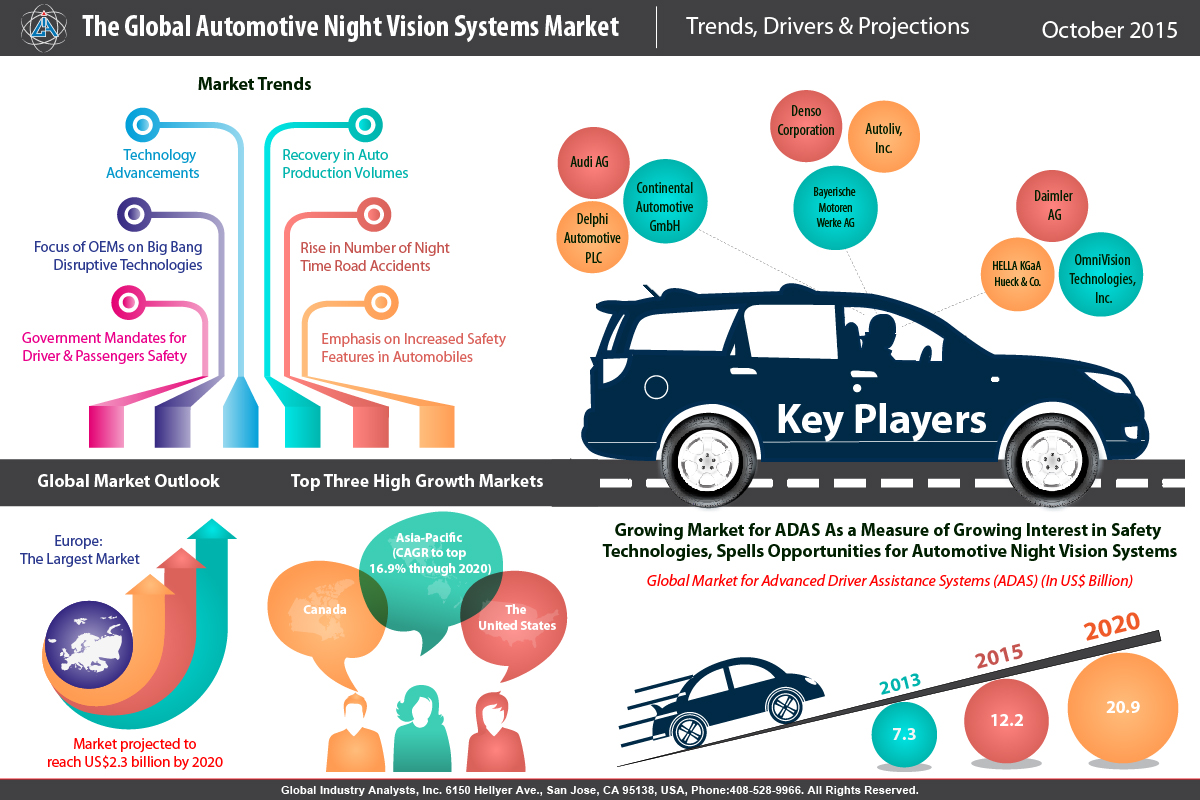 The Global Automotive Night Vision Systems Market
Trends, Drivers & Projections
October 2015
Market Trends
Technology
Advancements
Recovery in Auto
Production Volumes
Focus of OEMs on Big Bang
Disruptive Technologies
Rise in Number of Night
Time Road Accidents
Government Mandates for
Driver & Passengers Safety
Emphasis on Increased Safety
Features in Automobiles
Audi AG
Continental
Automotive
GmbH
Delphi
Automotive
PLC
Denso
Corporation
Autoliv,
Inc.
Bayerische
Motoren
Werke AG
Daimler
AG
HELLA KGaA
Hueck & Co.
OmniVision
Technologies,
Inc.
Key Players
Global Market Outlook
Top Three High Growth Markets
Europe:
The Largest Market
Market projected to
reach US$2.3 billion by 2020
Canada
Asia-Pacific
(CAGR to top
16.9% through 2020)
The
United States
Growing Market for ADAS As a Measure of Growing Interest in Safety
Technologies, Spells Opportunities for Automotive Night Vision Systems
Global Market for Advanced Driver Assistance Systems (ADAS) (In US$ Billion)
2013
2015
2020
7.3
12.2
20.9
Global Industry Analysts, Inc. 6150 Hellyer Ave., San Jose, CA 95138, USA, Phone:408-528-9966. All Rights Reserved.